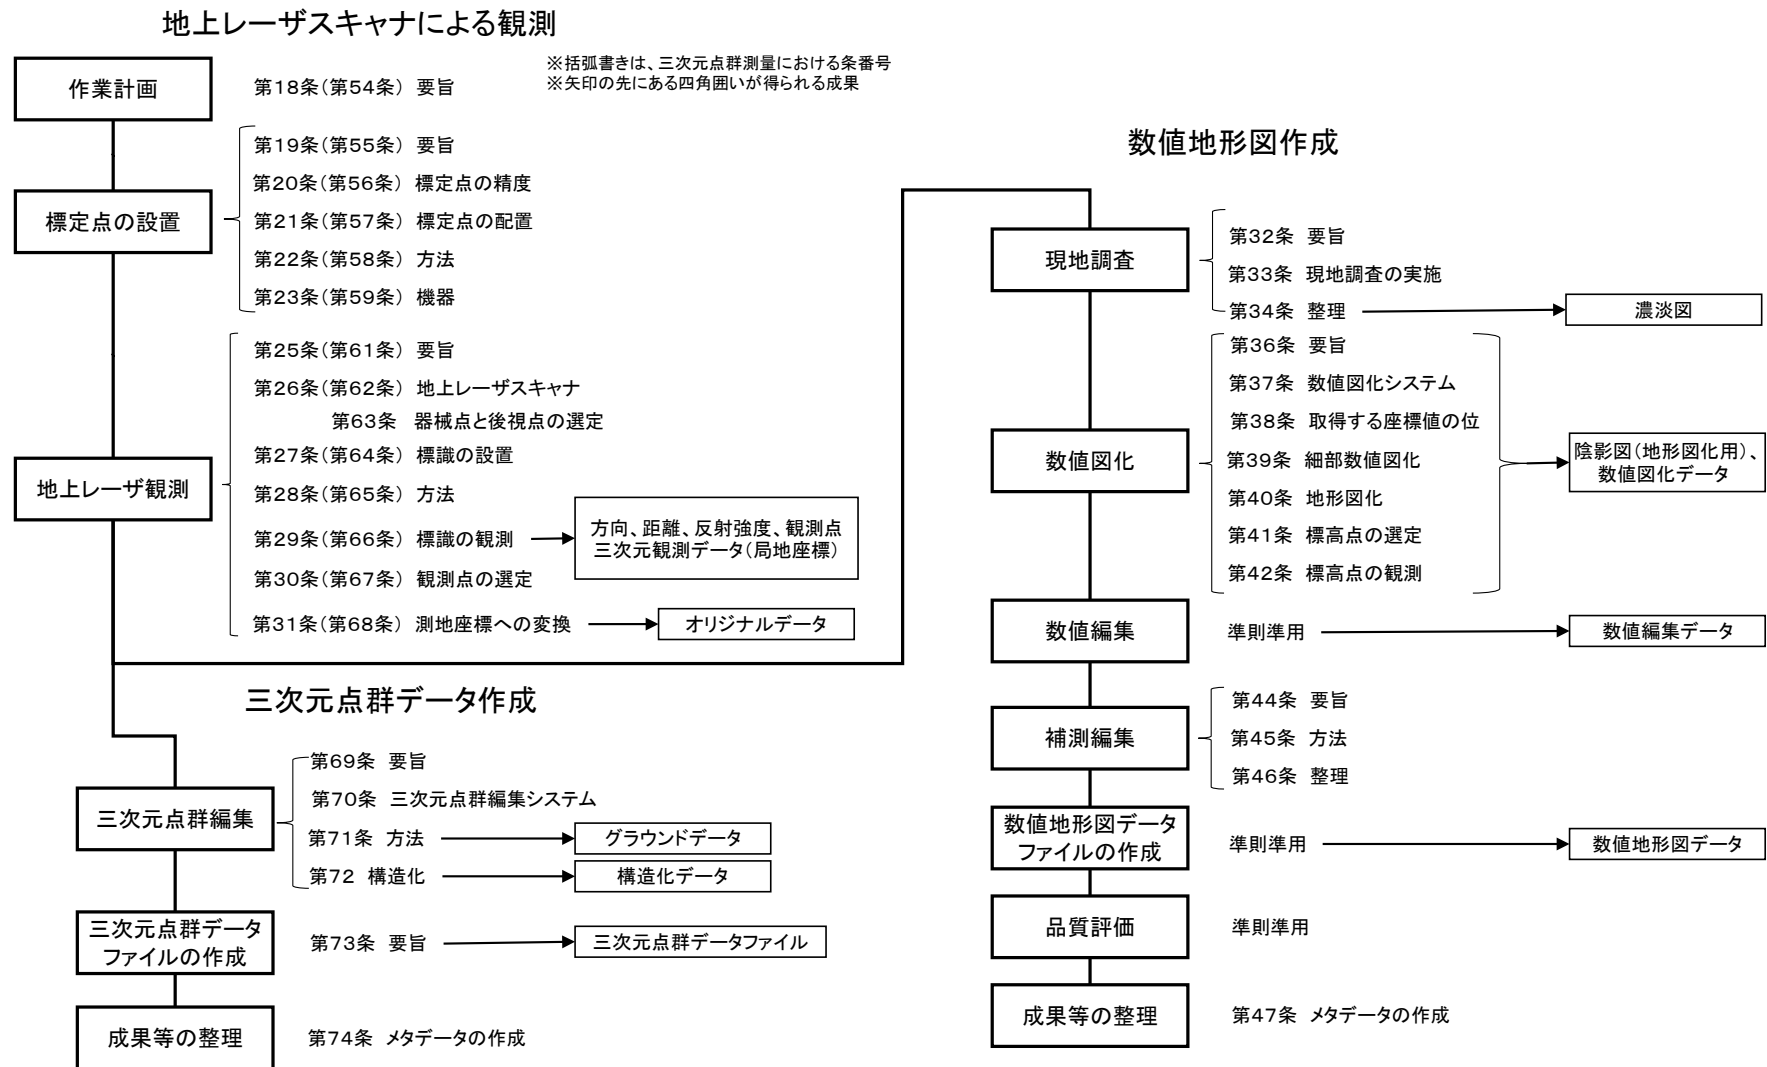 地上レーザスキャナによる観測
※括弧書きは、三次元点群測量における条番号
※矢印の先にある四角囲いが得られる成果
作業計画
第18条(第54条) 要旨
標定点の設置
第19条(第55条) 要旨
第20条(第56条) 標定点の精度
第21条(第57条) 標定点の配置
第22条(第58条) 方法
第23条(第59条) 機器
地上レーザ観測
第25条(第61条) 要旨
第26条(第62条) 地上レーザスキャナ
第63条 器械点と後視点の選定
第27条(第64条) 標識の設置
第28条(第65条) 方法
第29条(第66条) 標識の観測
方向、距離、反射強度、観測点
三次元観測データ(局地座標)
第30条(第67条) 観測点の選定
第31条(第68条) 測地座標への変換
オリジナルデータ
三次元点群データ作成
三次元点群編集
第69条 要旨
第70条 三次元点群編集システム
第71条 方法
グラウンドデータ
第72 構造化
構造化データ
三次元点群データ
ファイルの作成
第73条 要旨
三次元点群データファイル
成果等の整理
第74条 メタデータの作成
数値地形図作成
現地調査
第32条 要旨
第33条 現地調査の実施
第34条 整理
濃淡図
数値図化
第36条 要旨
第37条 数値図化システム
第38条 取得する座標値の位
第39条 細部数値図化
第40条 地形図化
第41条 標高点の選定
第42条 標高点の観測
陰影図(地形図化用)、
数値図化データ
数値編集
準則準用
数値編集データ
補測編集
第44条 要旨
第45条 方法
第46条 整理
数値地形図データ
ファイルの作成
準則準用
数値地形図データ
品質評価
準則準用
成果等の整理
第47条 メタデータの作成